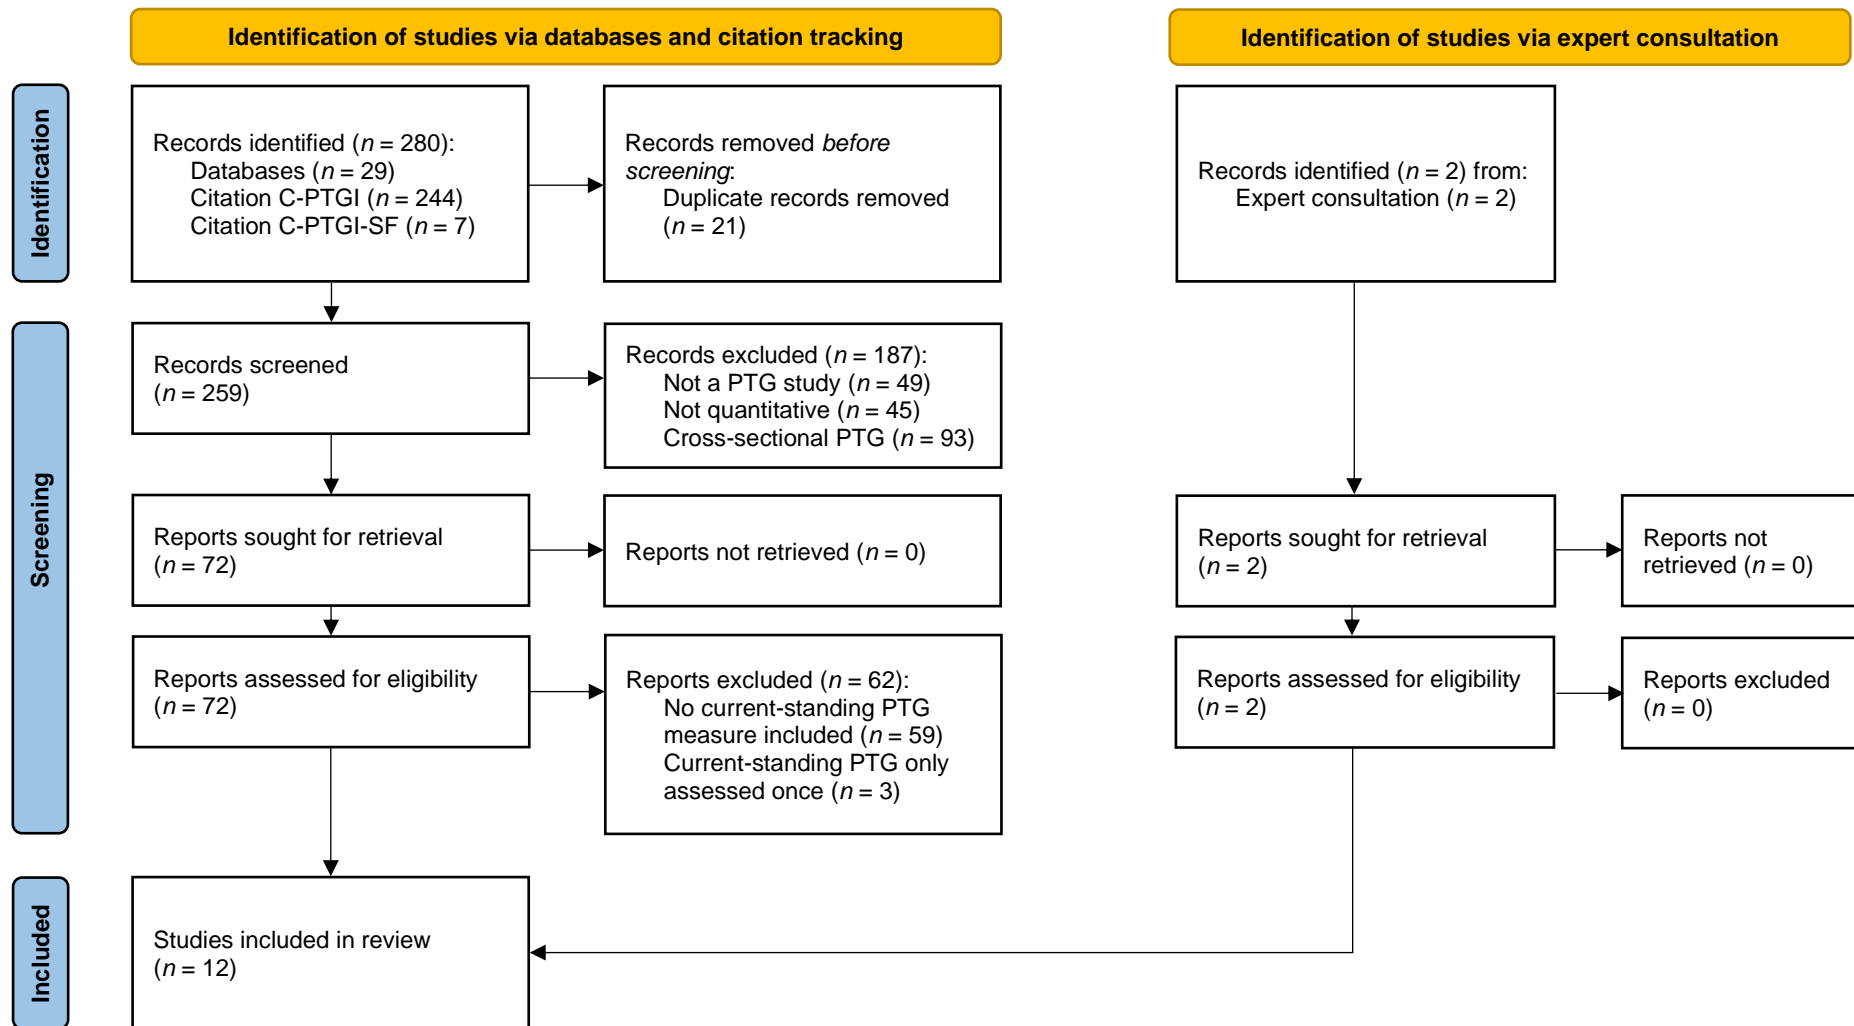 Identification of studies via databases and citation tracking
Identification of studies via expert consultation
Identification
Records identified (n = 280):
Databases (n = 29)
Citation C-PTGI (n = 244)
Citation C-PTGI-SF (n = 7)
Records removed before
screening:
Duplicate records removed
(n = 21)
Records identified (n = 2) from:
Expert consultation (n = 2)
Screening
Records screened
(n = 259)
Records excluded (n = 187):
Not a PTG study (n = 49)
Not quantitative (n = 45)
Cross-sectional PTG (n = 93)
Reports sought for retrieval
(n = 72)
Reports not retrieved (n = 0)
Reports sought for retrieval
(n = 2)
Reports not
retrieved (n = 0)
Reports assessed for eligibility
(n = 72)
Reports excluded (n = 62):
No current-standing PTG
measure included (n = 59)
Current-standing PTG only
assessed once (n = 3)
Reports assessed for eligibility
(n = 2)
Reports excluded
(n = 0)
Included
Studies included in review
(n = 12)